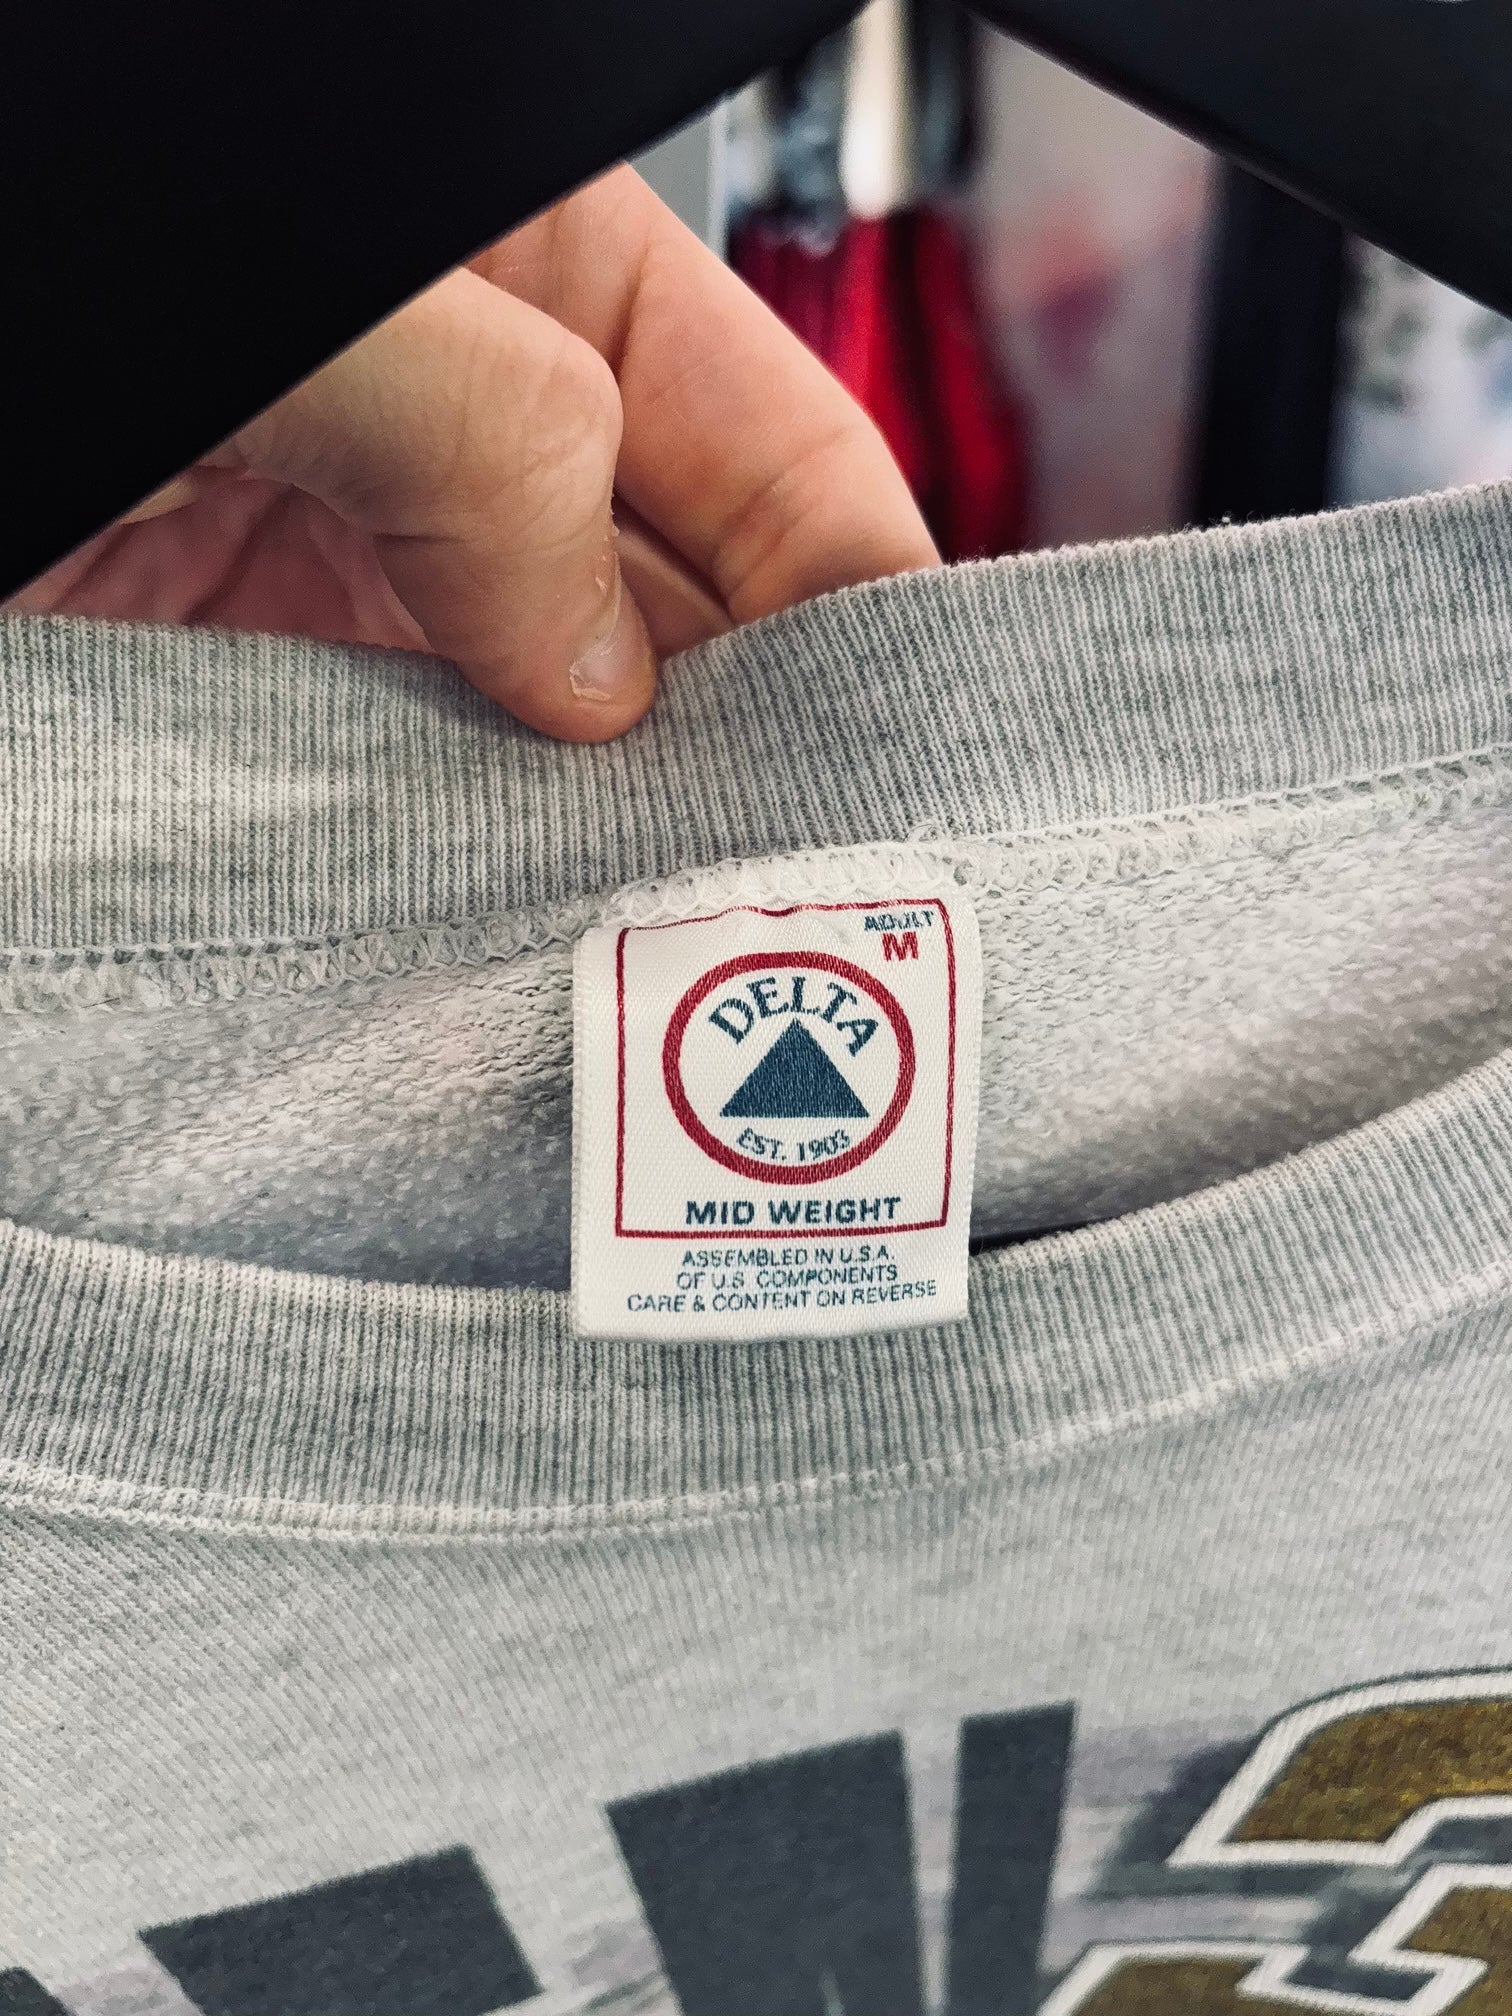 ADULT
M
DELTA
EST. 1903
MID WEIGHT
ASSEMBLED IN U.S.A.
OF U.S COMPONENTS
CARE & CONTENT ON REVERSE